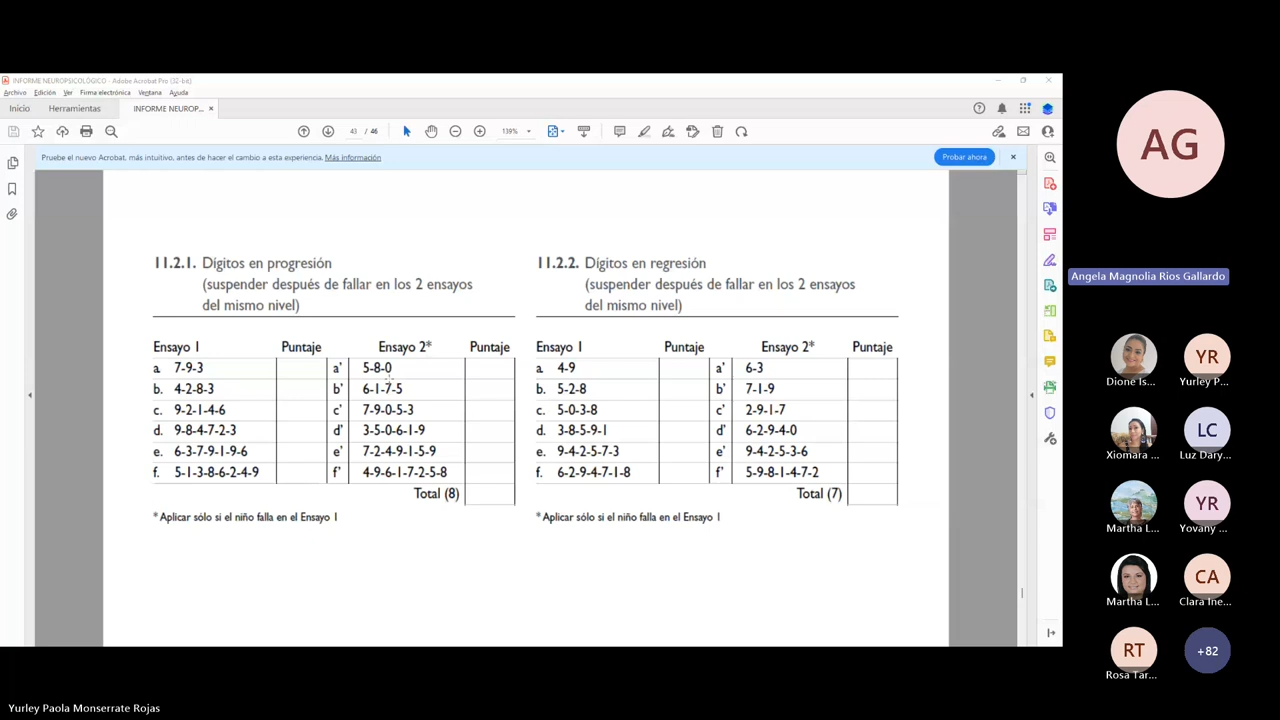 INFORME NEUROPSICOLÓGICO - Adobe Acrobat Pro (32-bit)
Archivo Edición Ver Firma electrónica Ventana Ayuda
Inicio Herramientas INFORME NEUROP... ×
43 / 46 139%
Pruebe el nuevo Acrobat, más intuitivo, antes de hacer el cambio a esta experiencia. Más información Probar ahora
11.2.1. Dígitos en progresión
(suspender después de fallar en los 2 ensayos
del mismo nivel)
Ensayo 1 Puntaje Ensayo 2* Puntaje
a. 7-9-3 a' 5-8-0
b. 4-2-8-3 b' 6-1-7-5
c. 9-2-1-4-6 c' 7-9-0-5-3
d. 9-8-4-7-2-3 d' 3-5-0-6-1-9
e. 6-3-7-9-1-9-6 e' 7-2-4-9-1-5-9
f. 5-1-3-8-6-2-4-9 f' 4-9-6-1-7-2-5-8
Total (8)
* Aplicar sólo si el niño falla en el Ensayo 1
11.2.2. Dígitos en regresión
(suspender después de fallar en los 2 ensayos
del mismo nivel)
Ensayo 1 Puntaje Ensayo 2* Puntaje
a. 4-9 a' 6-3
b. 5-2-8 b' 7-1-9
c. 5-0-3-8 c' 2-9-1-7
d. 3-8-5-9-1 d' 6-2-9-4-0
e. 9-4-2-5-7-3 e' 9-4-2-5-3-6
f. 6-2-9-4-7-1-8 f' 5-9-8-1-4-7-2
Total (7)
* Aplicar sólo si el niño falla en el Ensayo 1
AG
Angela Magnolia Rios Gallardo
YR
Dione Is... Yurley P...
LC
Xiomara ... Luz Dary...
YR
Martha L... Yovany ...
CA
Martha L... Clara Ine...
RT +82
Rosa Tar...
Yurley Paola Monserrate Rojas